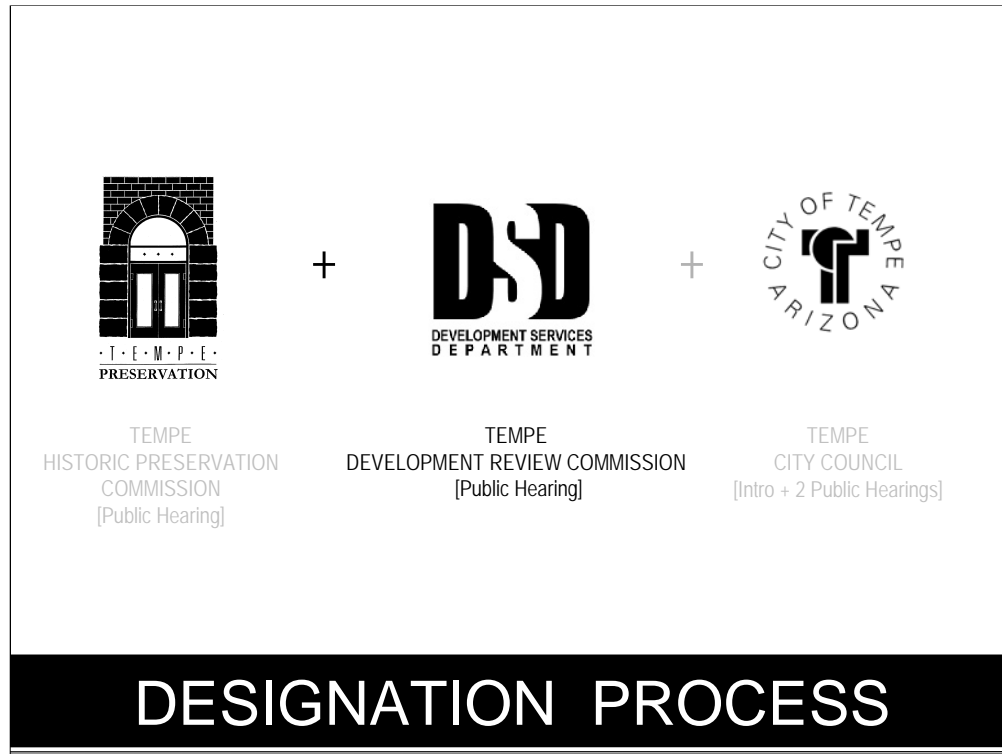 ·T·E·M·P·E·
PRESERVATION
+
DSD
DEVELOPMENT SERVICES
DEPARTMENT
+
CITY OF TEMPE
ARIZONA
TEMPE
HISTORIC PRESERVATION
COMMISSION
[Public Hearing]
TEMPE
DEVELOPMENT REVIEW COMMISSION
[Public Hearing]
TEMPE
CITY COUNCIL
[Intro + 2 Public Hearings]
DESIGNATION PROCESS